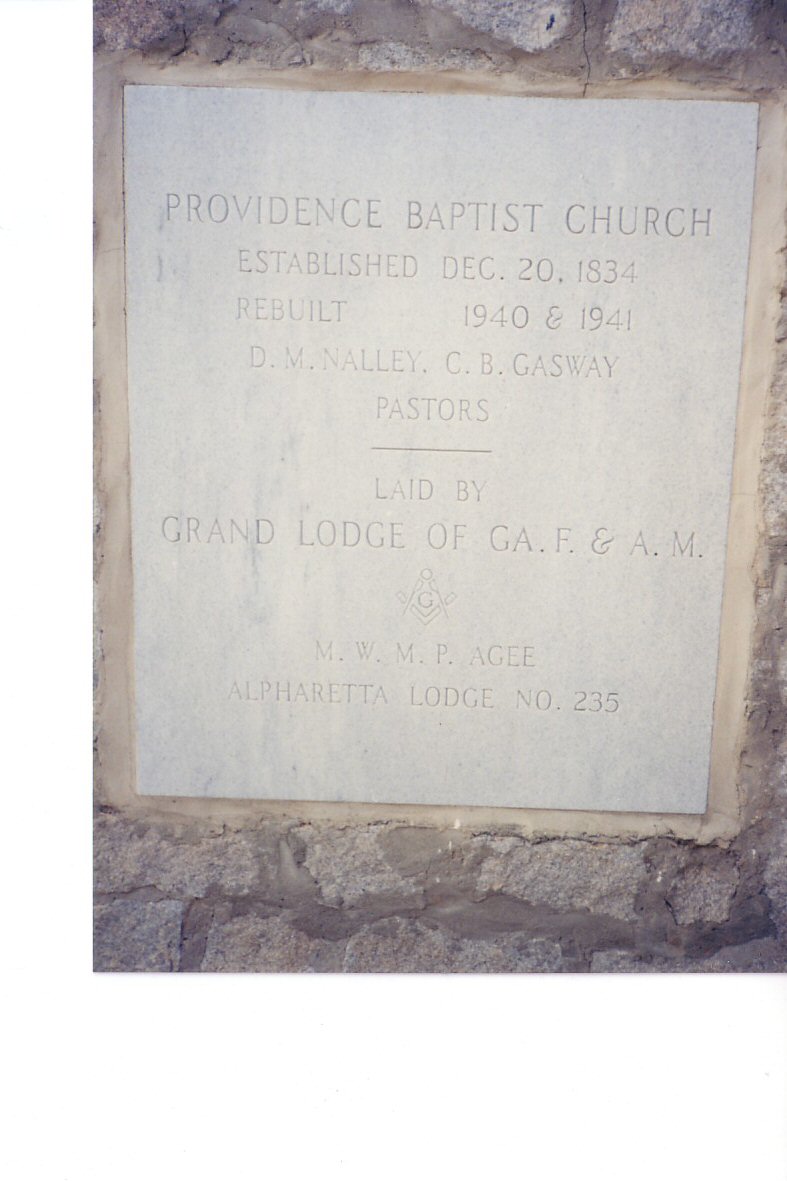 PROVIDENCE BAPTIST CHURCH
ESTABLISHED DEC. 20, 1834
REBUILT 1940 & 1941
D. M. NALLEY, C. B. GASWAY
PASTORS
LAID BY
GRAND LODGE OF GA. F. & A. M.
G
M. W. M. P. AGEE
ALPHARETTA LODGE NO. 235